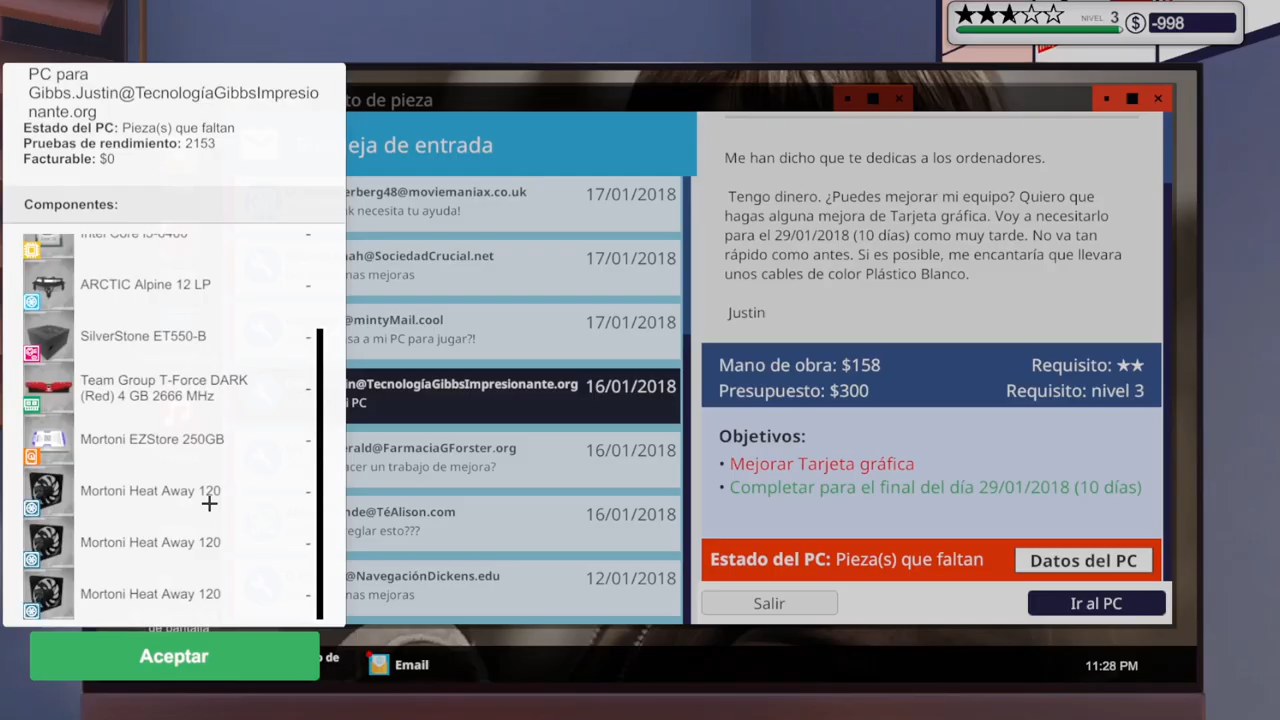 NIVEL 3
$ -998
PC para
Gibbs.Justin@TecnologíaGibbsImpresio
nante.org
Estado del PC: Pieza(s) que faltan
Pruebas de rendimiento: 2153
Facturable: $0
Componentes:
Intel Core i5-6400 -
ARCTIC Alpine 12 LP -
SilverStone ET550-B -
Team Group T-Force DARK
(Red) 4 GB 2666 MHz -
Mortoni EZStore 250GB -
Mortoni Heat Away 120 -
Mortoni Heat Away 120 -
Mortoni Heat Away 120 -
Aceptar
to de pieza
eja de entrada
erberg48@moviemaniax.co.uk 17/01/2018
k necesita tu ayuda!
ah@SociedadCrucial.net 17/01/2018
nas mejoras
@mintyMail.cool 17/01/2018
sa a mi PC para jugar?!
in@TecnologíaGibbsImpresionante.org 16/01/2018
i PC
erald@FarmaciaGForster.org 16/01/2018
acer un trabajo de mejora?
nde@TéAlison.com 16/01/2018
reglar esto???
@NavegaciónDickens.edu 12/01/2018
nas mejoras
Me han dicho que te dedicas a los ordenadores.
Tengo dinero. ¿Puedes mejorar mi equipo? Quiero que
hagas alguna mejora de Tarjeta gráfica. Voy a necesitarlo
para el 29/01/2018 (10 días) como muy tarde. No va tan
rápido como antes. Si es posible, me encantaría que llevara
unos cables de color Plástico Blanco.
Justin
Mano de obra: $158 Requisito: ★★
Presupuesto: $300 Requisito: nivel 3
Objetivos:
• Mejorar Tarjeta gráfica
• Completar para el final del día 29/01/2018 (10 días)
Estado del PC: Pieza(s) que faltan Datos del PC
Salir Ir al PC
de pantalla
o de
Email
11:28 PM